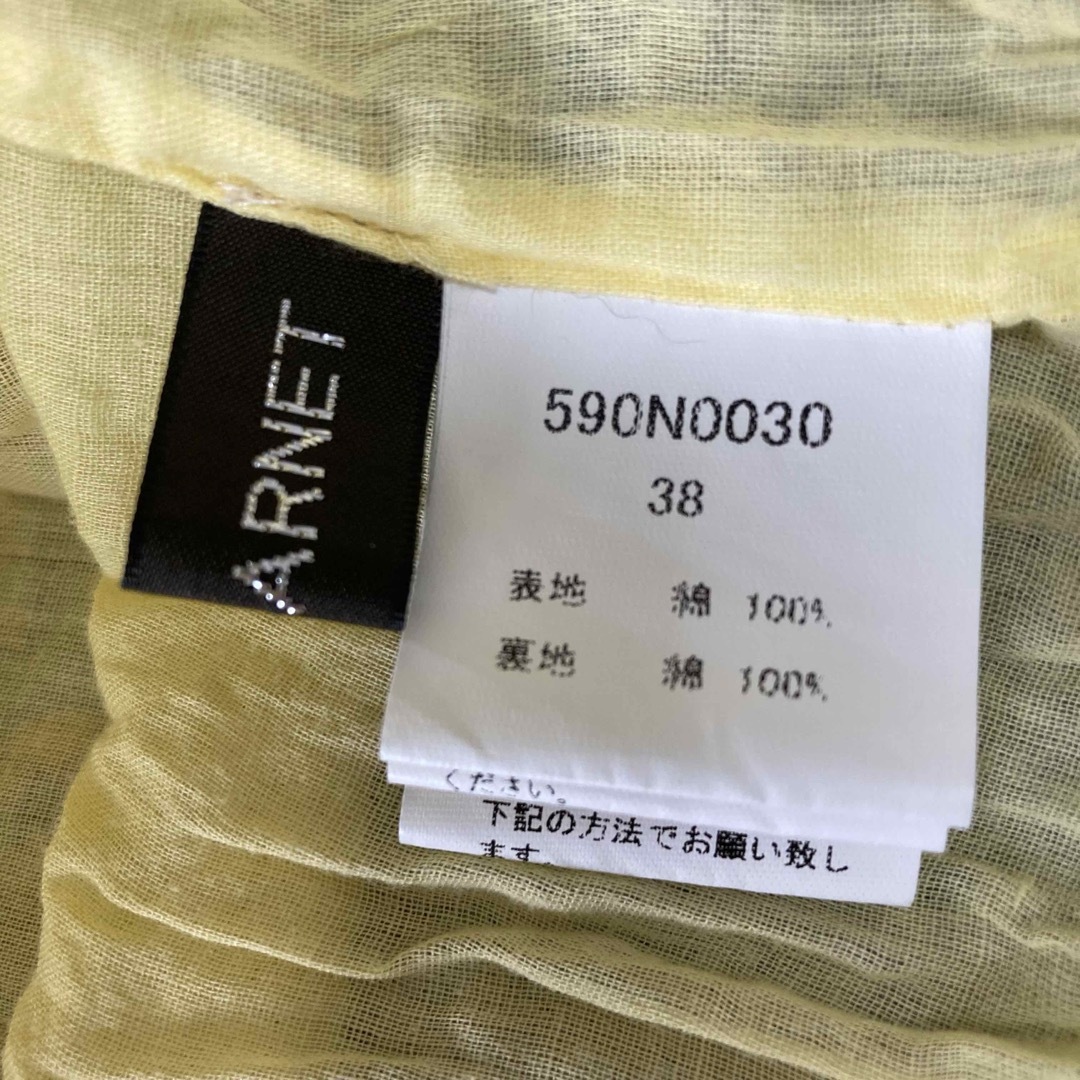 ARNET
590N0030
38
表地 綿 100%
裏地 綿 100%
ください。
下記の方法でお願い致し
ます。